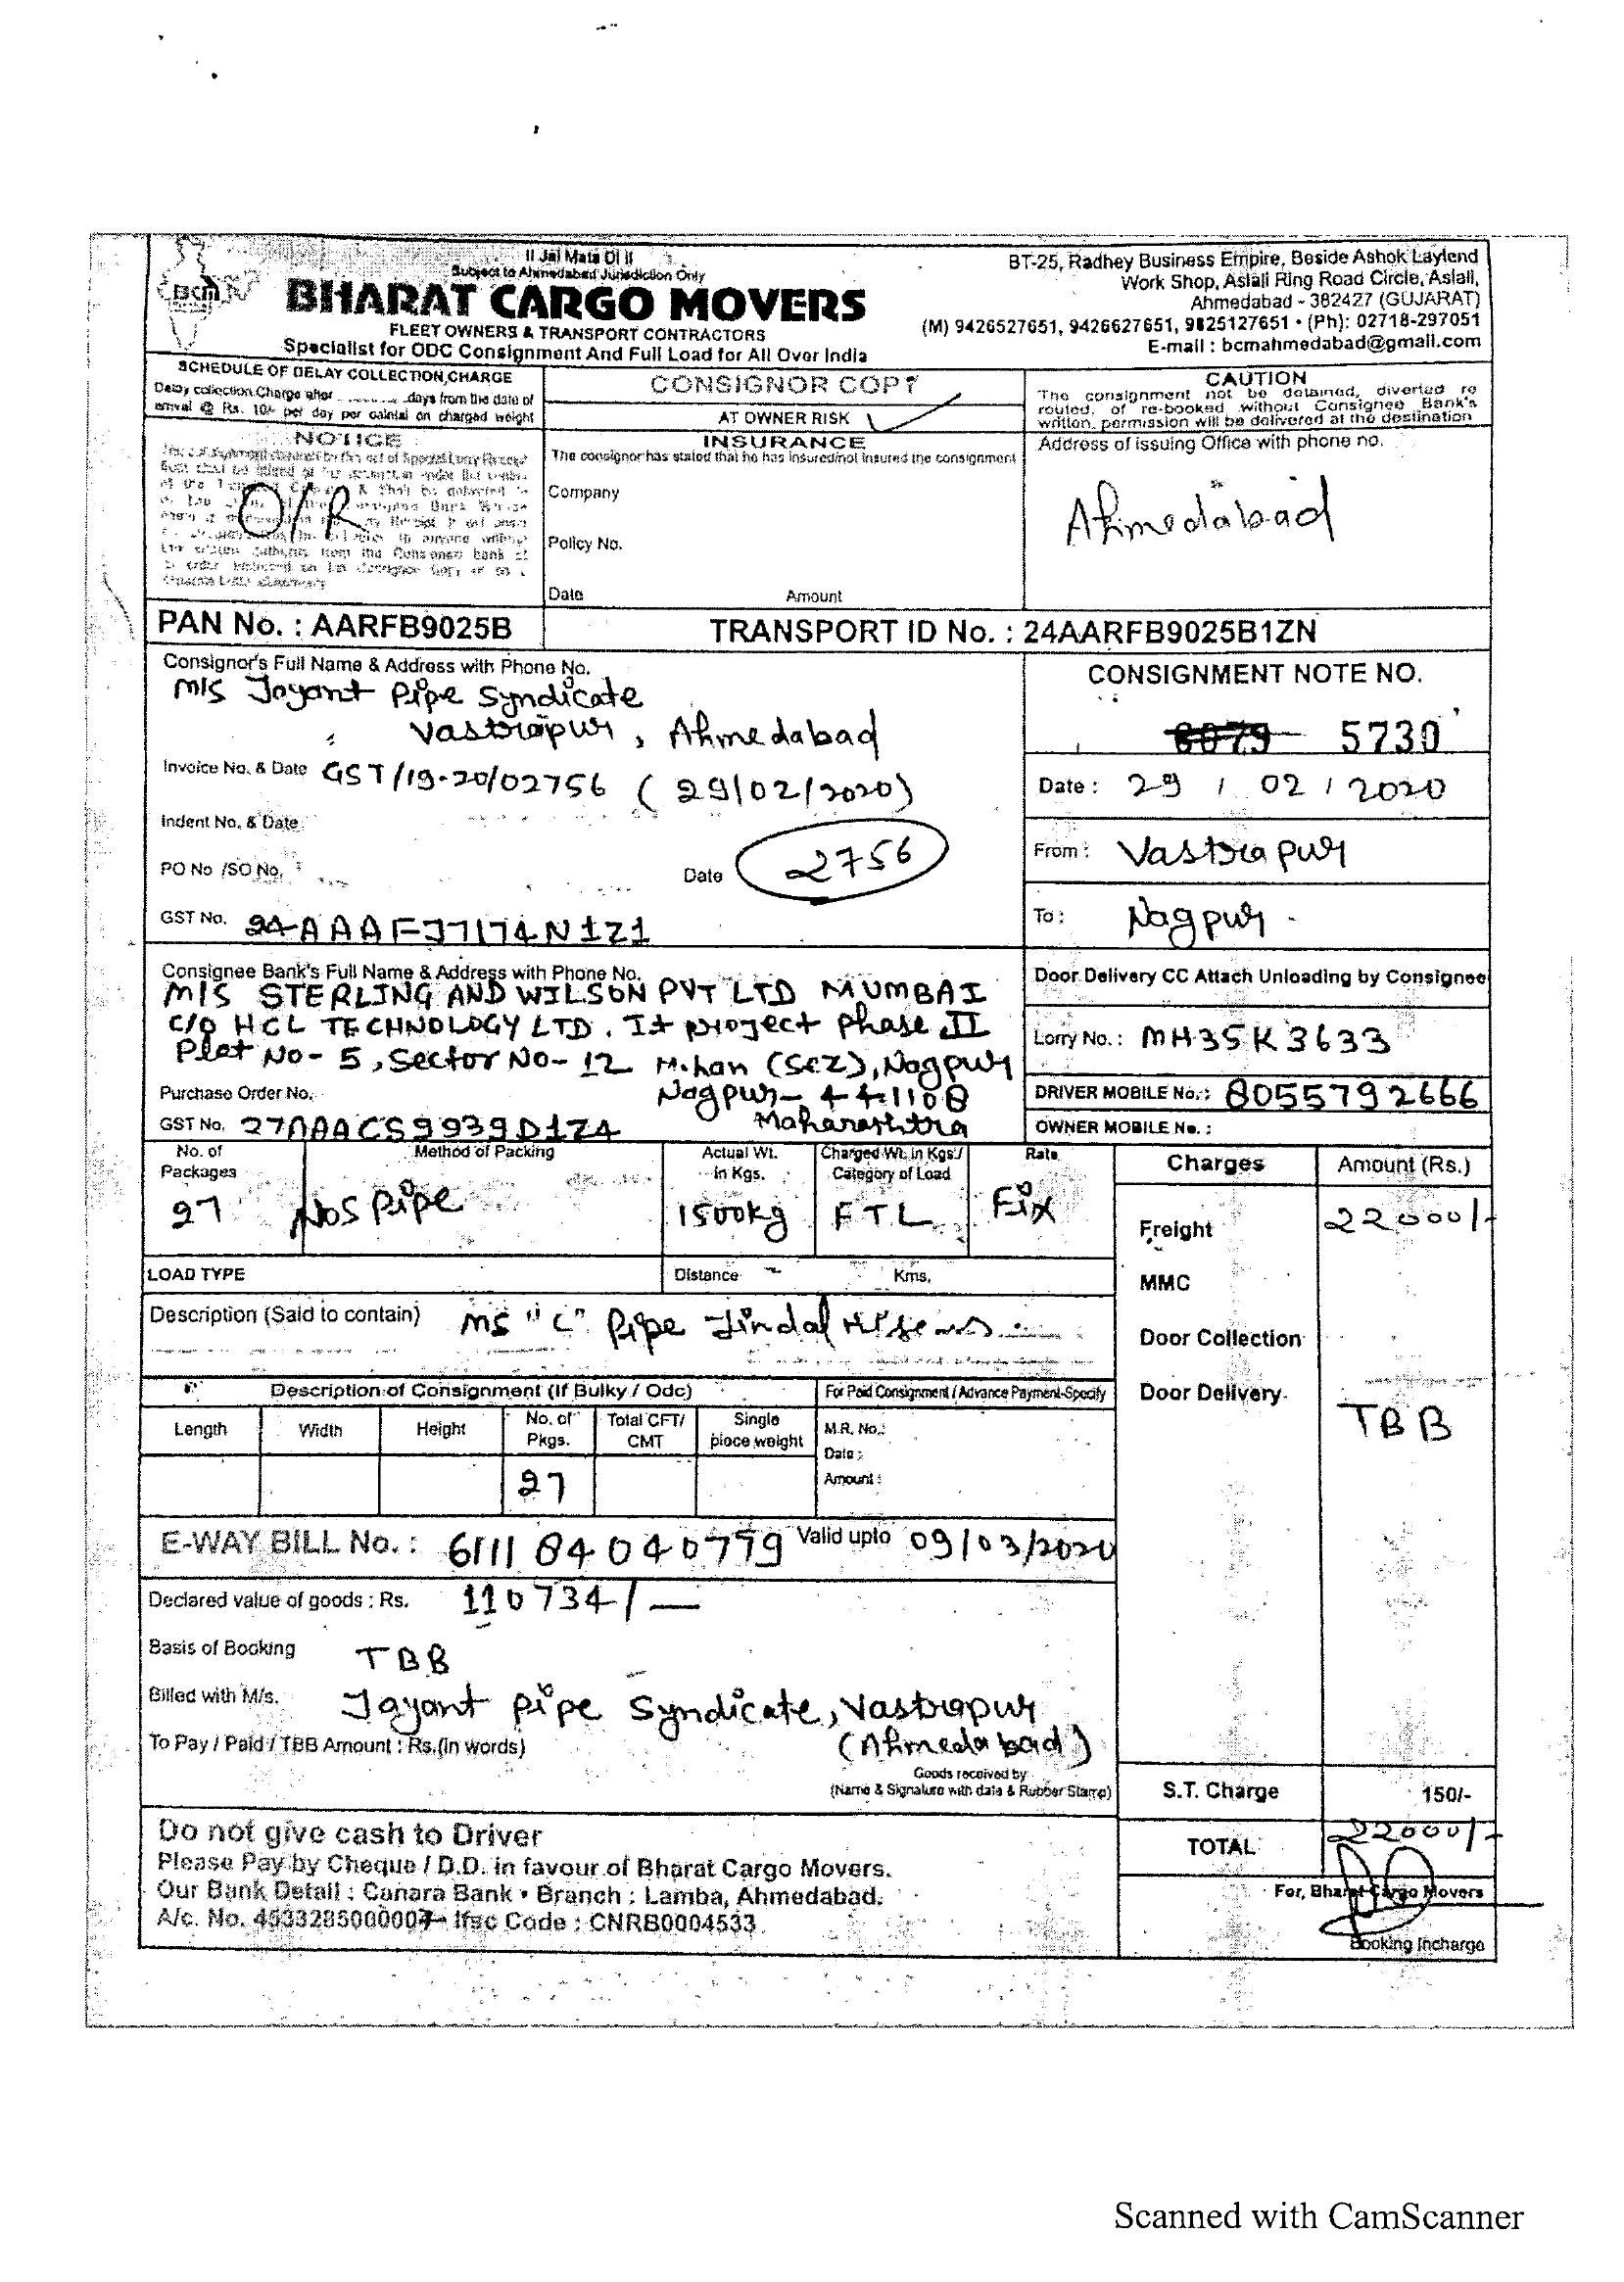 II Jai Mata Di II
Subject to Ahmedabad Jurisdiction Only
BCM
BHARAT CARGO MOVERS
FLEET OWNERS & TRANSPORT CONTRACTORS
Specialist for ODC Consignment And Full Load for All Over India
BT-25, Radhey Business Empire, Beside Ashok Leylend
Work Shop, Aslali Ring Road Circle, Aslali,
Ahmedabad - 382427 (GUJARAT)
(M) 9426527651, 9426627651, 9825127651 • (Ph): 02718-297051
E-mail : bcmahmedabad@gmail.com
SCHEDULE OF DELAY COLLECTION CHARGE
Delay collection Charge after ........ days from the date of
arrival @ Rs. 10/- per day per quintal on charged weight
CONSIGNOR COPY
AT OWNER RISK
CAUTION
The consignment not be detained, diverted re
routed, of re-booked without Consignee Bank's
written permission will be delivered at the destination
NOTICE
O/R
INSURANCE
The consignor has stated that he has insured/not insured the consignment
Company
Policy No.
Date Amount
Address of issuing Office with phone no.
Ahmedabad
PAN No. : AARFB9025B
TRANSPORT ID No. : 24AARFB9025B1ZN
Consignor's Full Name & Address with Phone No.
M/S Jayant Pipe Syndicate
Vastrapur, Ahmedabad
Invoice No. & Date GST/19-20/02756 (29/02/2020)
Indent No. & Date
PO No /SO No. Date 2756
GST No. 24AAAFJ7174N1Z1
CONSIGNMENT NOTE NO.
8079 5730
Date : 29 / 02 / 2020
From : Vastrapur
To : Nagpur
Consignee Bank's Full Name & Address with Phone No.
M/S STERLING AND WILSON PVT LTD MUMBAI
C/O HCL TECHNOLOGY LTD. It project phase II
Plot No- 5, Sector No- 12 Mihan (SEZ), Nagpur
Purchase Order No. Nagpur- 441108
GST No. 27AAACS9939D1Z4 Maharashtra
Door Delivery CC Attach Unloading by Consignee
Lorry No. : MH35K3633
DRIVER MOBILE No. : 8055792666
OWNER MOBILE No. :
No. of Packages Method of Packing Actual Wt. In Kgs. Charged Wt. in Kgs / Category of Load Rate
27 Nos Pipe 1500kg FTL Fix
Charges Amount (Rs.)
Freight 22000/-
MMC
Door Collection
Door Delivery
TBB
LOAD TYPE Distance Kms.
Description (Said to contain) MS "C" Pipe Jindal
Description of Consignment (If Bulky / Odc)
Length Width Height No. of Pkgs. Total CFT/ CMT Single piece weight
27
For Paid Consignment / Advance Payment-Specify
M.R. No.:
Date :
Amount :
E-WAY BILL No. : 611184040779 Valid upto 09/03/2020
Declared value of goods : Rs. 110734/—
Basis of Booking TBB
Billed with M/s. Jayant Pipe Syndicate, Vastrapur
To Pay / Paid / TBB Amount : Rs.(in words) (Ahmedabad)
Goods received by
(Name & Signature with date & Rubber Stamp)
S.T. Charge 150/-
TOTAL 22000/-
Do not give cash to Driver
Please Pay by Cheque / D.D. in favour of Bharat Cargo Movers.
Our Bank Detail : Canara Bank • Branch : Lamba, Ahmedabad.
A/c. No. 4533285000007 Ifsc Code : CNRB0004533
For, Bharat Cargo Movers
Booking Incharge
Scanned with CamScanner